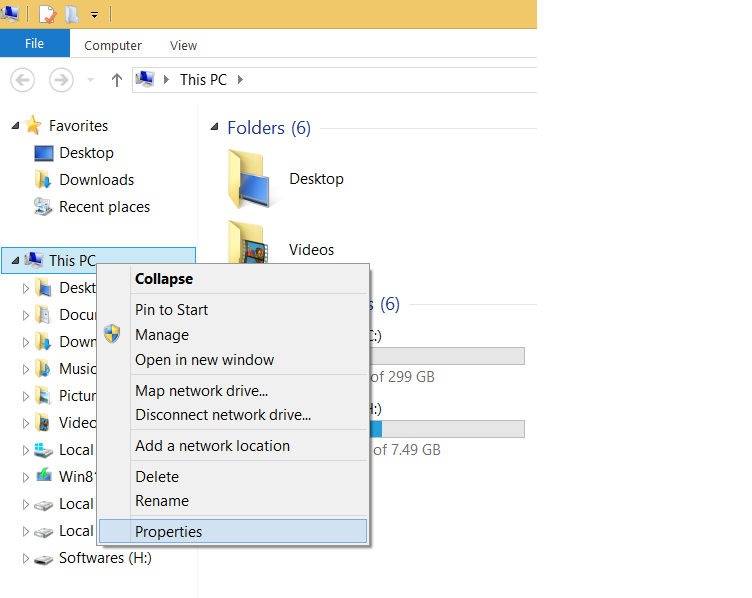 File
Computer
View
This PC
Favorites
Desktop
Downloads
Recent places
This PC
Deskt
Docu
Down
Music
Pictur
Video
Local
Win81
Local
Local
Softwares (H:)
Folders (6)
Desktop
Videos
s (6)
C:)
of 299 GB
H:)
of 7.49 GB
Collapse
Pin to Start
Manage
Open in new window
Map network drive...
Disconnect network drive...
Add a network location
Delete
Rename
Properties